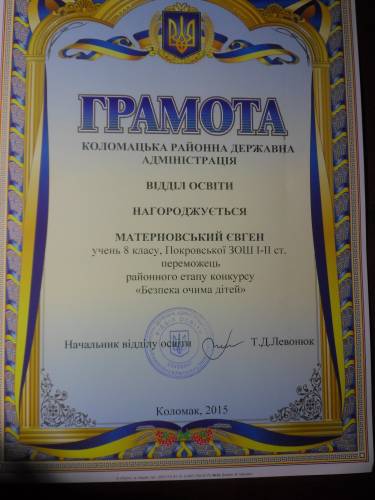 ГРАМОТА
КОЛОМАЦЬКА РАЙОННА ДЕРЖАВНА
АДМІНІСТРАЦІЯ
ВІДДІЛ ОСВІТИ
НАГОРОДЖУЄТЬСЯ
МАТЕРНОВСЬКИЙ ЄВГЕН
учень 8 класу, Покровської ЗОШ І-ІІ ст.
переможець
районного етапу конкурсу
«Безпека очима дітей»
Начальник відділу освіти Т.Д.Левонюк
Коломак, 2015